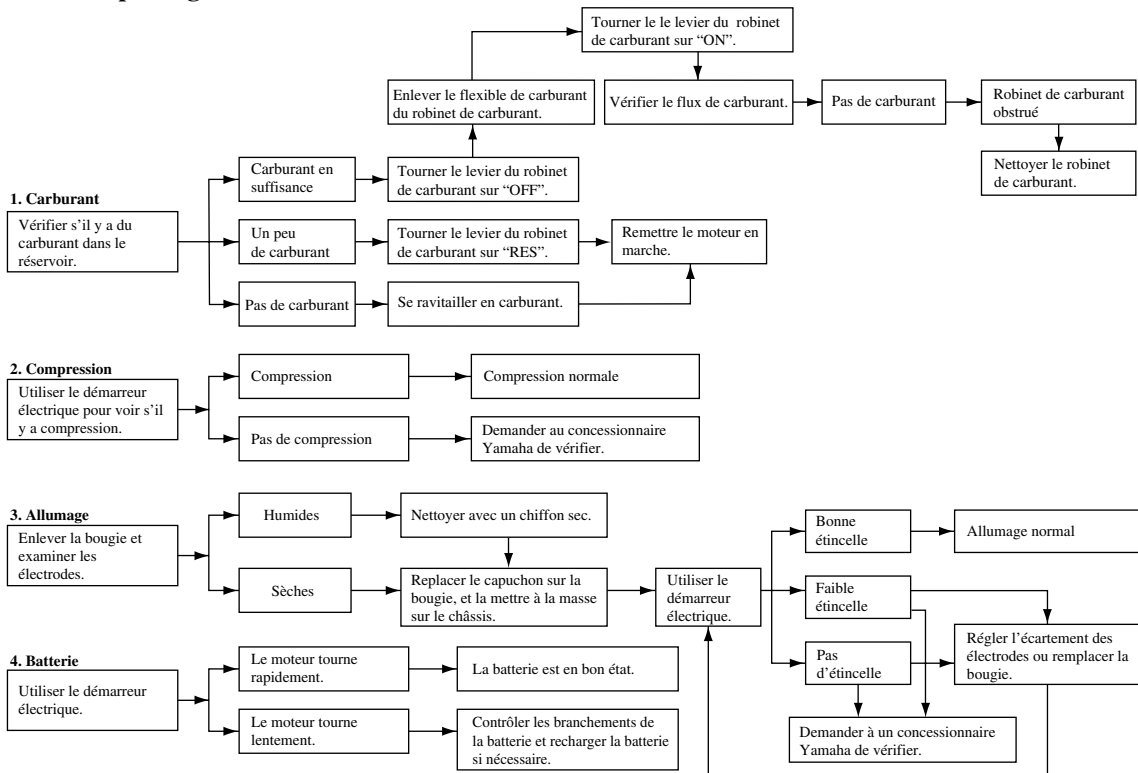 Tourner le le levier du robinet
de carburant sur “ON”.
Enlever le flexible de carburant
du robinet de carburant.
Vérifier le flux de carburant.
Pas de carburant
Robinet de carburant
obstrué
Nettoyer le robinet
de carburant.
1. Carburant
Vérifier s’il y a du
carburant dans le
réservoir.
Carburant en
suffisance
Tourner le levier du robinet
de carburant sur “OFF”.
Un peu
de carburant
Tourner le levier du robinet
de carburant sur “RES”.
Remettre le moteur en
marche.
Pas de carburant
Se ravitailler en carburant.
2. Compression
Utiliser le démarreur
électrique pour voir s’il
y a compression.
Compression
Compression normale
Pas de compression
Demander au concessionnaire
Yamaha de vérifier.
3. Allumage
Enlever la bougie et
examiner les
électrodes.
Humides
Nettoyer avec un chiffon sec.
Sèches
Replacer le capuchon sur la
bougie, et la mettre à la masse
sur le châssis.
Utiliser le
démarreur
électrique.
Bonne
étincelle
Allumage normal
Faible
étincelle
Pas
d’étincelle
Régler l’écartement des
électrodes ou remplacer la
bougie.
Demander à un concessionnaire
Yamaha de vérifier.
4. Batterie
Utiliser le démarreur
électrique.
Le moteur tourne
rapidement.
La batterie est en bon état.
Le moteur tourne
lentement.
Contrôler les branchements de
la batterie et recharger la batterie
si nécessaire.